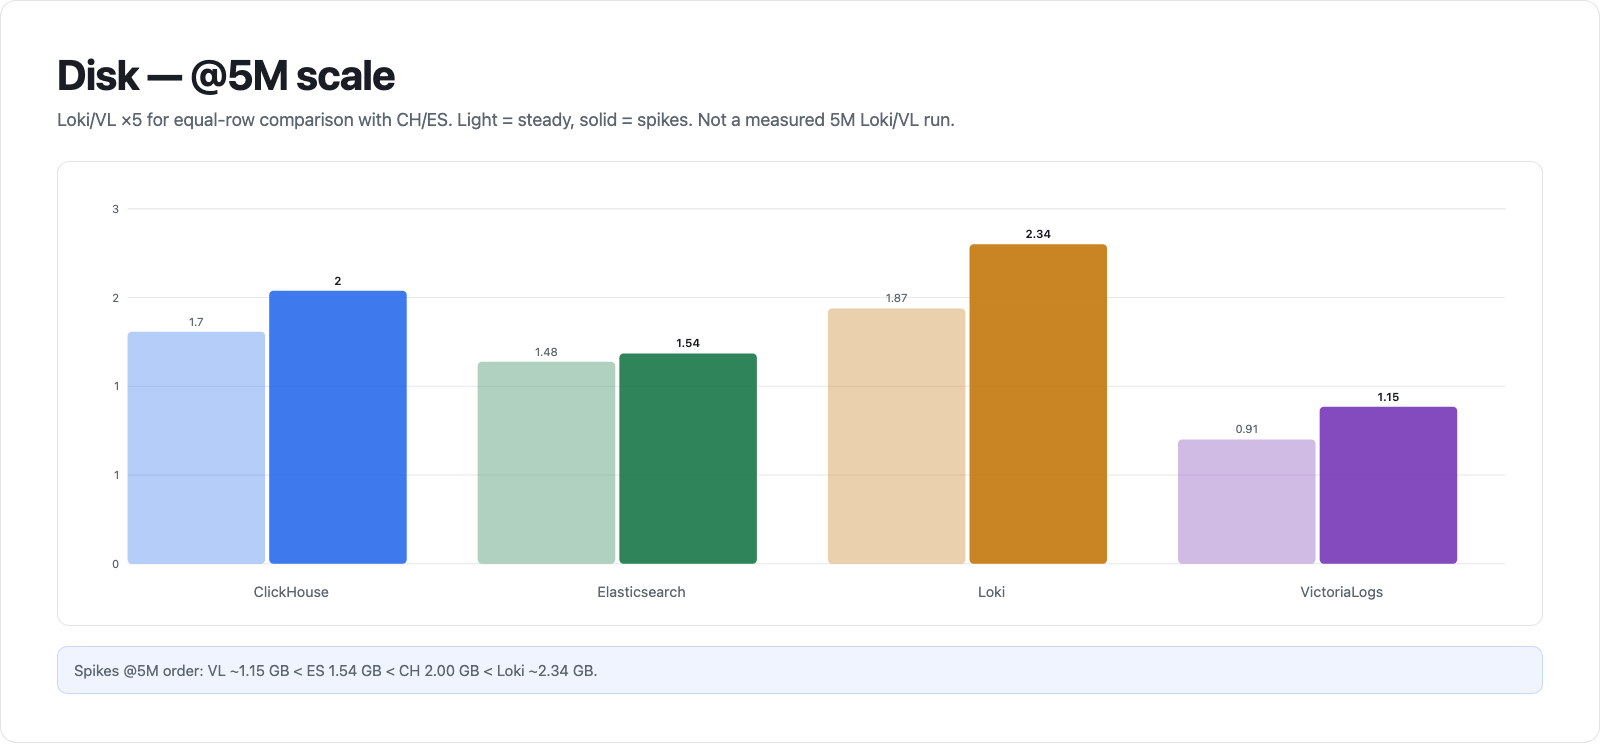 Disk — @5M scale
Loki/VL ×5 for equal-row comparison with CH/ES. Light = steady, solid = spikes. Not a measured 5M Loki/VL run.
3
2.34
2
2
1.87
1.7
1.48
1.54
1
1.15
0.91
1
0
ClickHouse
Elasticsearch
Loki
VictoriaLogs
Spikes @5M order: VL ~1.15 GB < ES 1.54 GB < CH 2.00 GB < Loki ~2.34 GB.